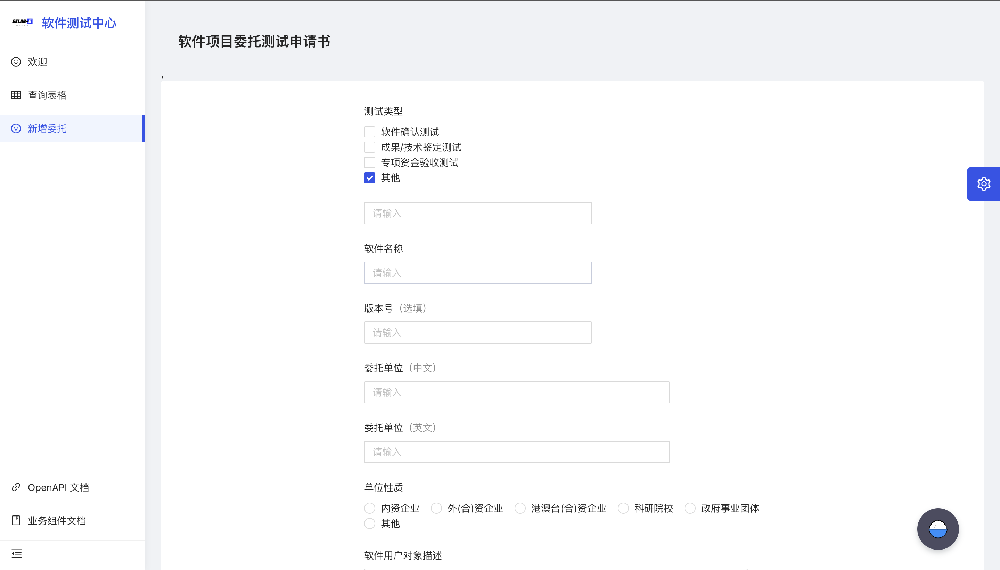 SELAB-E
NJUCS
软件测试中心
欢迎
查询表格
新增委托
OpenAPI 文档
业务组件文档
软件项目委托测试申请书
,
测试类型
软件确认测试
成果/技术鉴定测试
专项资金验收测试
其他
请输入
软件名称
请输入
版本号（选填）
请输入
委托单位（中文）
请输入
委托单位（英文）
请输入
单位性质
内资企业 外(合)资企业 港澳台(合)资企业 科研院校 政府事业团体
其他
软件用户对象描述